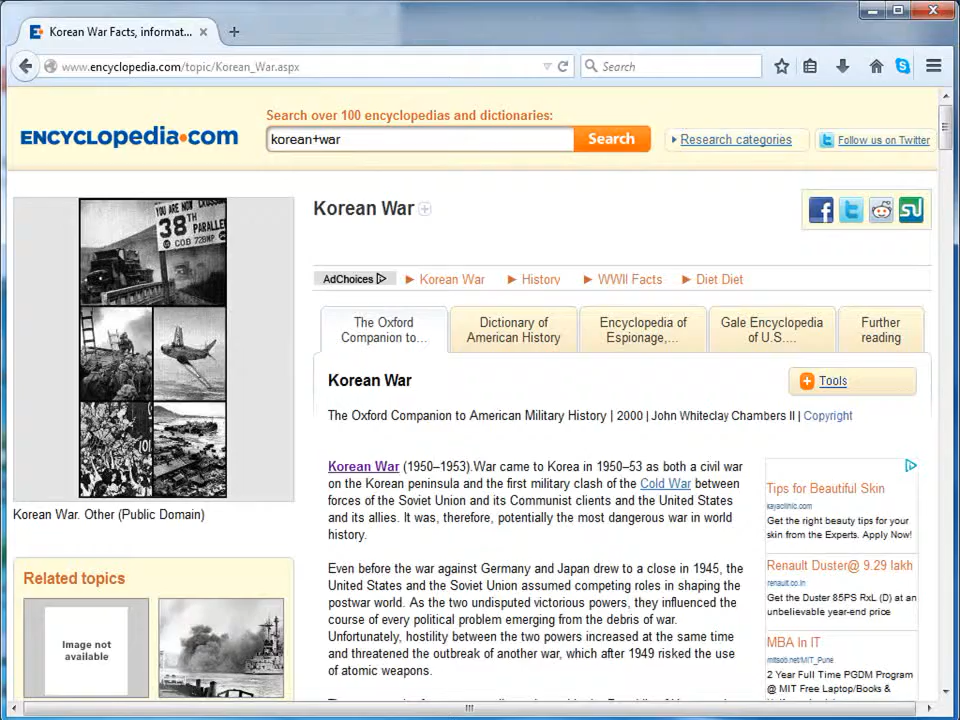 Korean War Facts, informat...
www.encyclopedia.com/topic/Korean_War.aspx
Search
Search over 100 encyclopedias and dictionaries:
ENCYCLOPEDIA.COM
korean+war
Search
Research categories
Follow us on Twitter
YOU ARE NOW CROSSING
38TH
PARALLEL
COB 728MP
Korean War
AdChoices
Korean War
History
WWII Facts
Diet Diet
The Oxford Companion to...
Dictionary of American History
Encyclopedia of Espionage,...
Gale Encyclopedia of U.S....
Further reading
Korean War
Tools
The Oxford Companion to American Military History | 2000 | John Whiteclay Chambers II | Copyright
Korean War (1950–1953).War came to Korea in 1950–53 as both a civil war
on the Korean peninsula and the first military clash of the Cold War between
forces of the Soviet Union and its Communist clients and the United States
and its allies. It was, therefore, potentially the most dangerous war in world
history.
Even before the war against Germany and Japan drew to a close in 1945, the
United States and the Soviet Union assumed competing roles in shaping the
postwar world. As the two undisputed victorious powers, they influenced the
course of every political problem emerging from the debris of war.
Unfortunately, hostility between the two powers increased at the same time
and threatened the outbreak of another war, which after 1949 risked the use
of atomic weapons.
Korean War. Other (Public Domain)
Related topics
Image not
available
Tips for Beautiful Skin
kayaclinic.com
Get the right beauty tips for your
skin from the Experts. Apply Now!
Renault Duster@ 9.29 lakh
renault.co.in
Get the Duster 85PS RxL (D) at an
unbelievable year-end price
MBA In IT
mitsob.net/MIT_Pune
2 Year Full Time PGDM Program
@ MIT Free Laptop/Books &